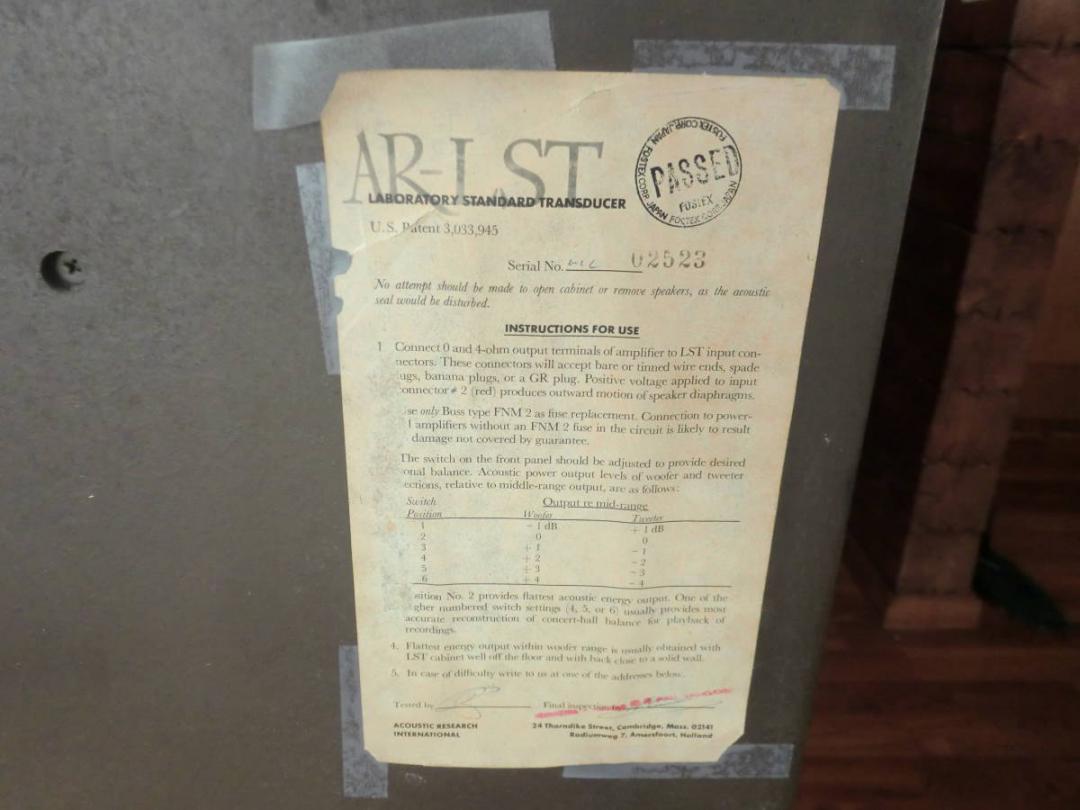 AR-LST
LABORATORY STANDARD TRANSDUCER
U.S. Patent 3,033,945
FOSTEX CORP. JAPAN FOSTEX CORP. JAPAN FOSTEX CORP. JAPAN
PASSED
FOSTEX
Serial No. 02523
No attempt should be made to open cabinet or remove speakers, as the acoustic
seal would be disturbed.
INSTRUCTIONS FOR USE
1 Connect 0 and 4-ohm output terminals of amplifier to LST input con-
nectors. These connectors will accept bare or tinned wire ends, spade
ugs, banana plugs, or a GR plug. Positive voltage applied to input
onnector # 2 (red) produces outward motion of speaker diaphragms.
se only Buss type FNM 2 as fuse replacement. Connection to power-
l amplifiers without an FNM 2 fuse in the circuit is likely to result
damage not covered by guarantee.
The switch on the front panel should be adjusted to provide desired
onal balance. Acoustic power output levels of woofer and tweeter
ections, relative to middle-range output, are as follows:
Switch Output re mid-range
Position Woofer Tweeter
1 - 1 dB + 1 dB
2 0 0
3 + 1 - 1
4 + 2 - 2
5 + 3 - 3
6 + 4 - 4
sition No. 2 provides flattest acoustic energy output. One of the
gher numbered switch settings (4, 5, or 6) usually provides most
accurate reconstruction of concert-hall balance for playback of
recordings.
4. Flattest energy output within woofer range is usually obtained with
LST cabinet well off the floor and with back close to a solid wall.
5. In case of difficulty write to us at one of the addresses below.
Tested by Final inspection
ACOUSTIC RESEARCH 24 Thorndike Street, Cambridge, Mass. 02141
INTERNATIONAL Radiumweg 7, Amersfoort, Holland